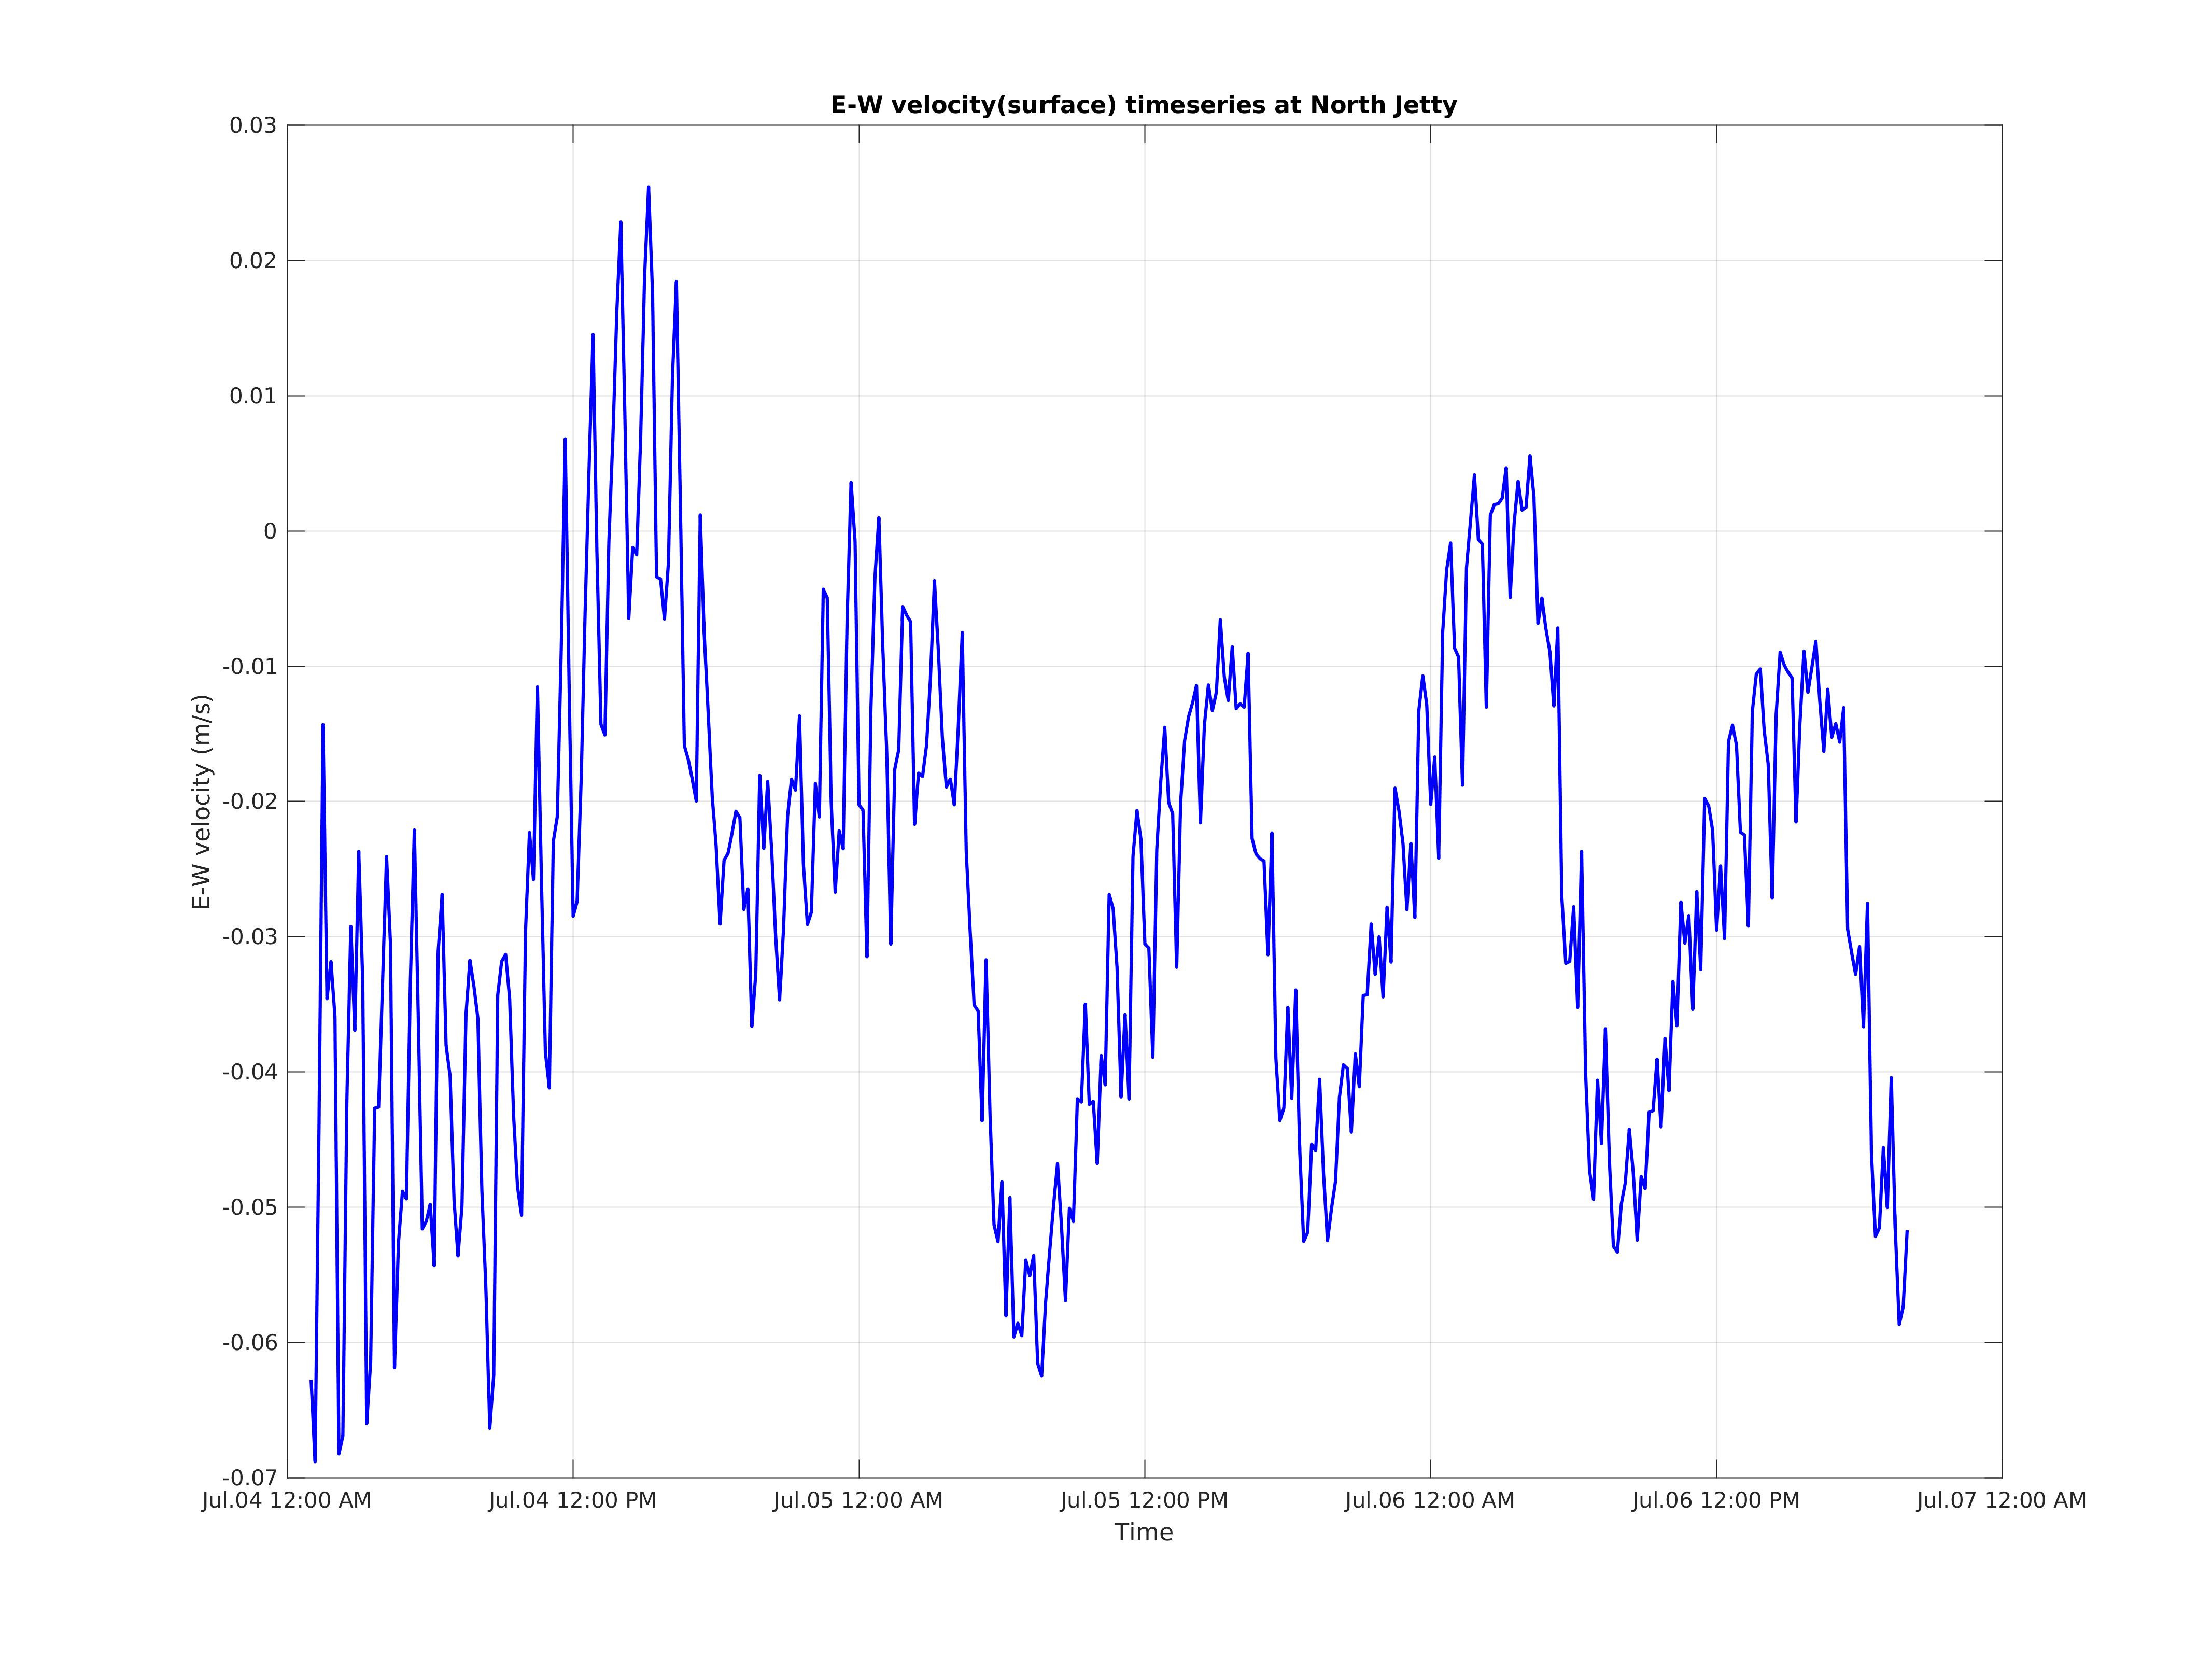 E-W velocity(surface) timeseries at North Jetty
0.03
0.02
0.01
0
-0.01
-0.02
-0.03
-0.04
-0.05
-0.06
-0.07
E-W velocity (m/s)
Jul.04 12:00 AM Jul.04 12:00 PM Jul.05 12:00 AM Jul.05 12:00 PM Jul.06 12:00 AM Jul.06 12:00 PM Jul.07 12:00 AM
Time